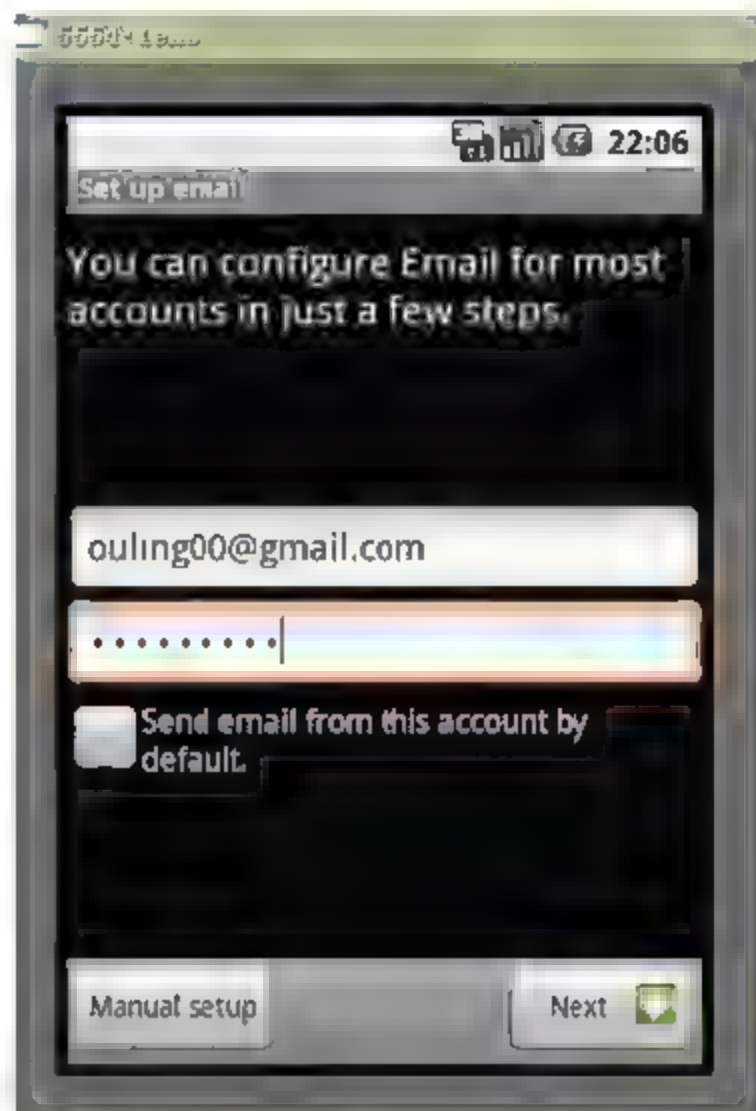 22:06
Set up email
You can configure Email for most
accounts in just a few steps.
ouling00@gmail.com
•••••••••
Send email from this account by
default.
Manual setup
Next